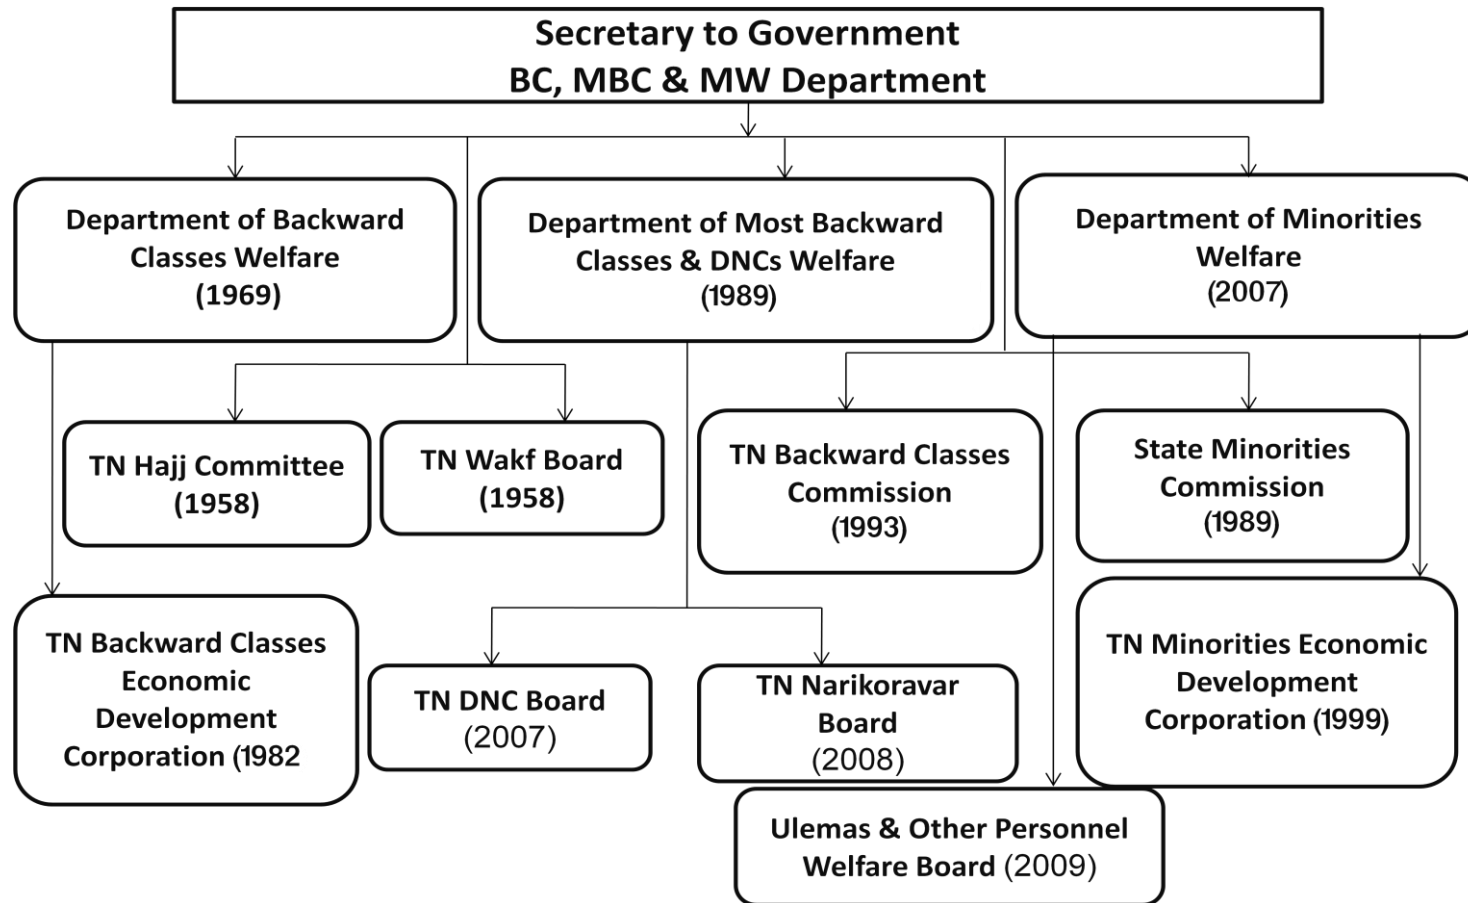 Secretary to Government
BC, MBC & MW Department
Department of Backward
Classes Welfare
(1969)
Department of Most Backward
Classes & DNCs Welfare
(1989)
Department of Minorities
Welfare
(2007)
TN Hajj Committee
(1958)
TN Wakf Board
(1958)
TN Backward Classes
Commission
(1993)
State Minorities
Commission
(1989)
TN Backward Classes
Economic
Development
Corporation (1982
TN DNC Board
(2007)
TN Narikoravar
Board
(2008)
TN Minorities Economic
Development
Corporation (1999)
Ulemas & Other Personnel
Welfare Board (2009)